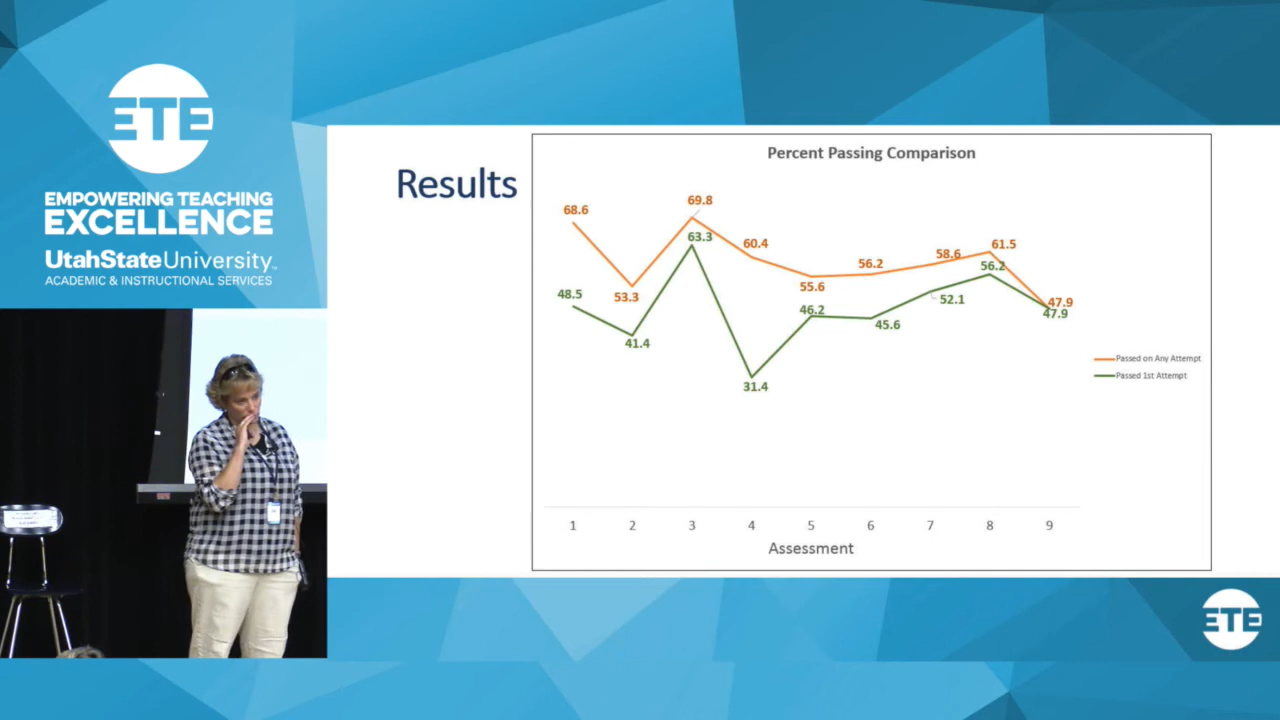 ETE
EMPOWERING TEACHING
EXCELLENCE
UtahStateUniversity
ACADEMIC & INSTRUCTIONAL SERVICES
Results
Percent Passing Comparison
68.6
53.3
69.8
60.4
55.6
56.2
58.6
61.5
47.9
48.5
41.4
63.3
31.4
46.2
45.6
52.1
56.2
47.9
Passed on Any Attempt
Passed 1st Attempt
1 2 3 4 5 6 7 8 9
Assessment
ETE